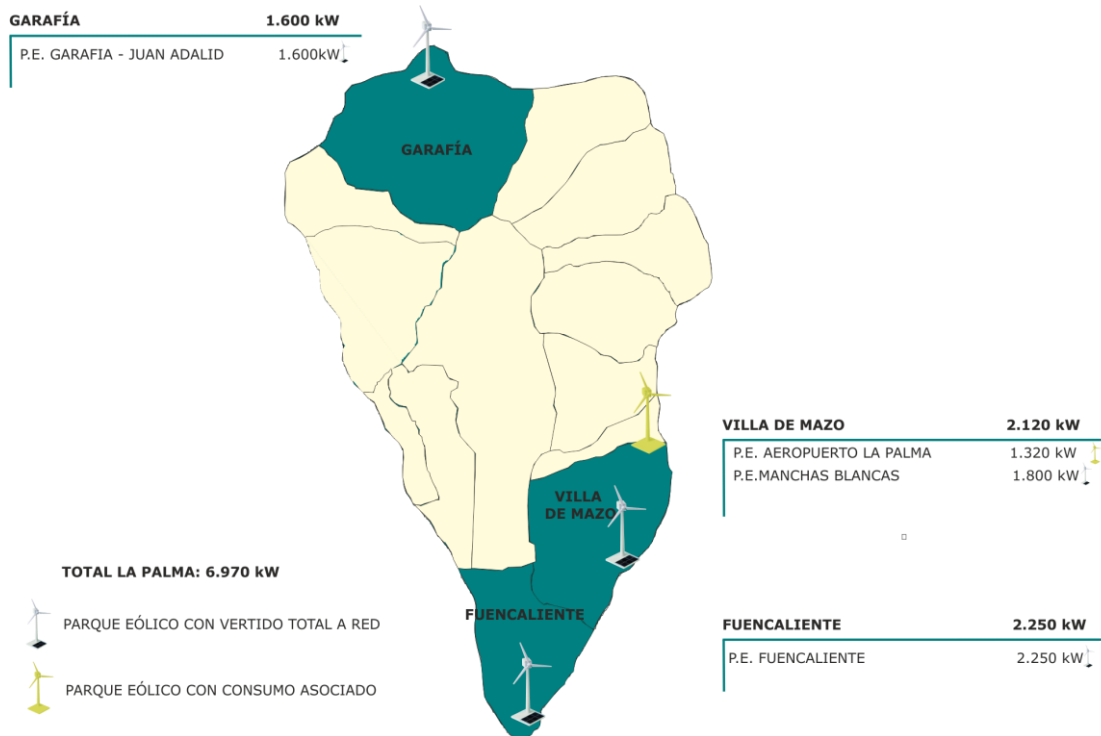 GARAFÍA 1.600 kW
P.E. GARAFIA - JUAN ADALID 1.600kW
GARAFÍA
VILLA DE MAZO 2.120 kW
P.E. AEROPUERTO LA PALMA 1.320 kW
P.E.MANCHAS BLANCAS 1.800 kW
VILLA
DE MAZO
TOTAL LA PALMA: 6.970 kW
FUENCALIENTE
PARQUE EÓLICO CON VERTIDO TOTAL A RED
FUENCALIENTE 2.250 kW
P.E. FUENCALIENTE 2.250 kW
PARQUE EÓLICO CON CONSUMO ASOCIADO